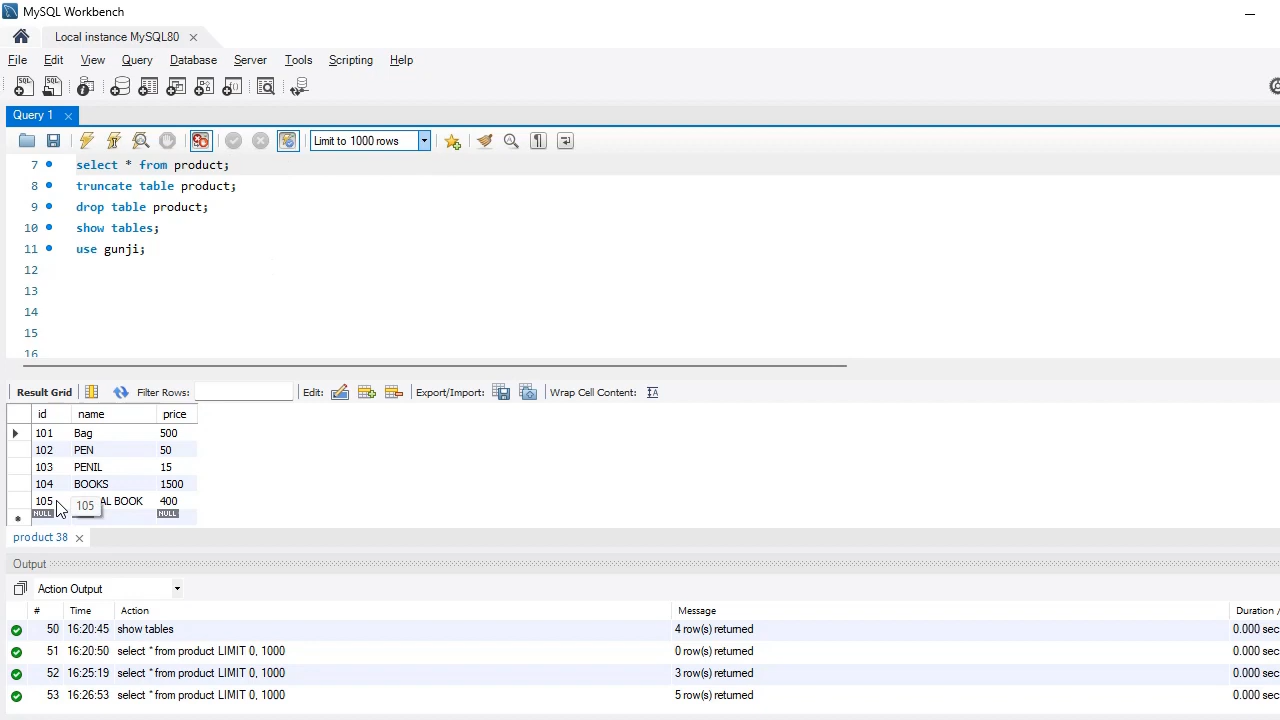 MySQL Workbench
Local instance MySQL80
File Edit View Query Database Server Tools Scripting Help
Query 1
Limit to 1000 rows
7 select * from product;
8 truncate table product;
9 drop table product;
10 show tables;
11 use gunji;
12
13
14
15
16
Result Grid Filter Rows: Edit: Export/Import: Wrap Cell Content:
id name price
101 Bag 500
102 PEN 50
103 PENIL 15
104 BOOKS 1500
105 AL BOOK 400
105
NULL NULL
product 38
Output
Action Output
# Time Action Message Duration /
50 16:20:45 show tables 4 row(s) returned 0.000 sec
51 16:20:50 select * from product LIMIT 0, 1000 0 row(s) returned 0.000 sec
52 16:25:19 select * from product LIMIT 0, 1000 3 row(s) returned 0.000 sec
53 16:26:53 select * from product LIMIT 0, 1000 5 row(s) returned 0.000 sec